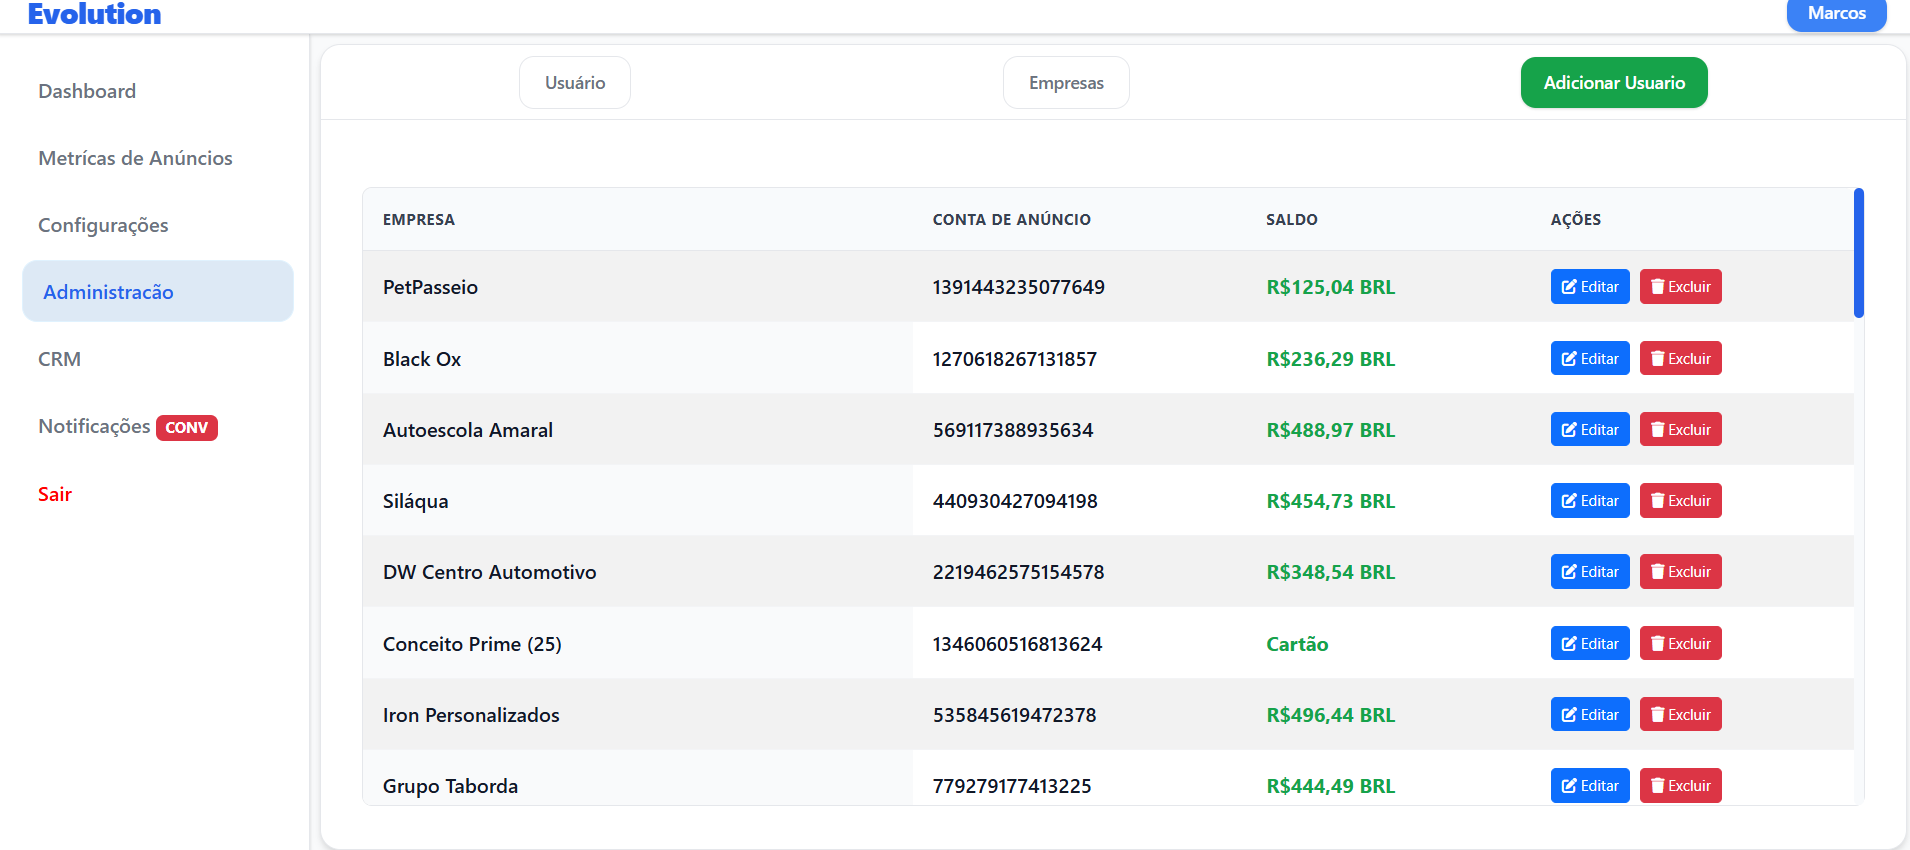 Evolution
Marcos
Dashboard
Metrícas de Anúncios
Configurações
Administracão
CRM
Notificações CONV
Sair
Usuário Empresas Adicionar Usuario
EMPRESA CONTA DE ANÚNCIO SALDO AÇÕES
PetPasseio 1391443235077649 R$125,04 BRL Editar Excluir
Black Ox 1270618267131857 R$236,29 BRL Editar Excluir
Autoescola Amaral 569117388935634 R$488,97 BRL Editar Excluir
Siláqua 440930427094198 R$454,73 BRL Editar Excluir
DW Centro Automotivo 2219462575154578 R$348,54 BRL Editar Excluir
Conceito Prime (25) 1346060516813624 Cartão Editar Excluir
Iron Personalizados 535845619472378 R$496,44 BRL Editar Excluir
Grupo Taborda 779279177413225 R$444,49 BRL Editar Excluir